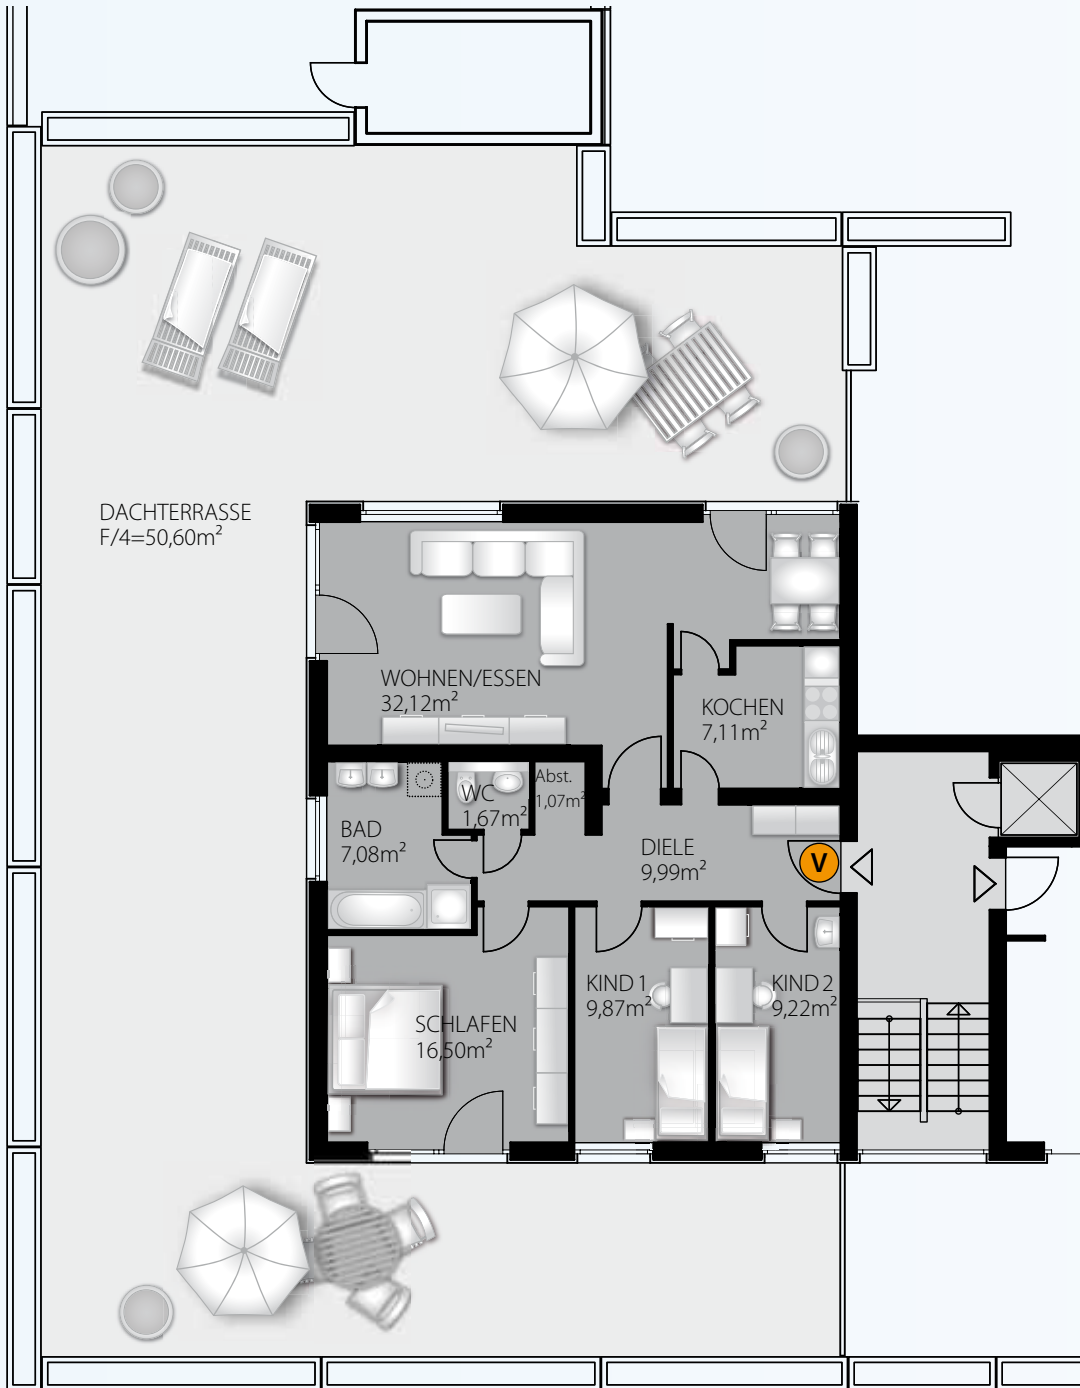 DACHTERRASSE
F/4=50,60m²
WOHNEN/ESSEN
32,12m²
KOCHEN
7,11m²
Abst.
1,07m²
WC
1,67m²
BAD
7,08m²
DIELE
9,99m²
V
KIND 1
9,87m²
KIND 2
9,22m²
SCHLAFEN
16,50m²